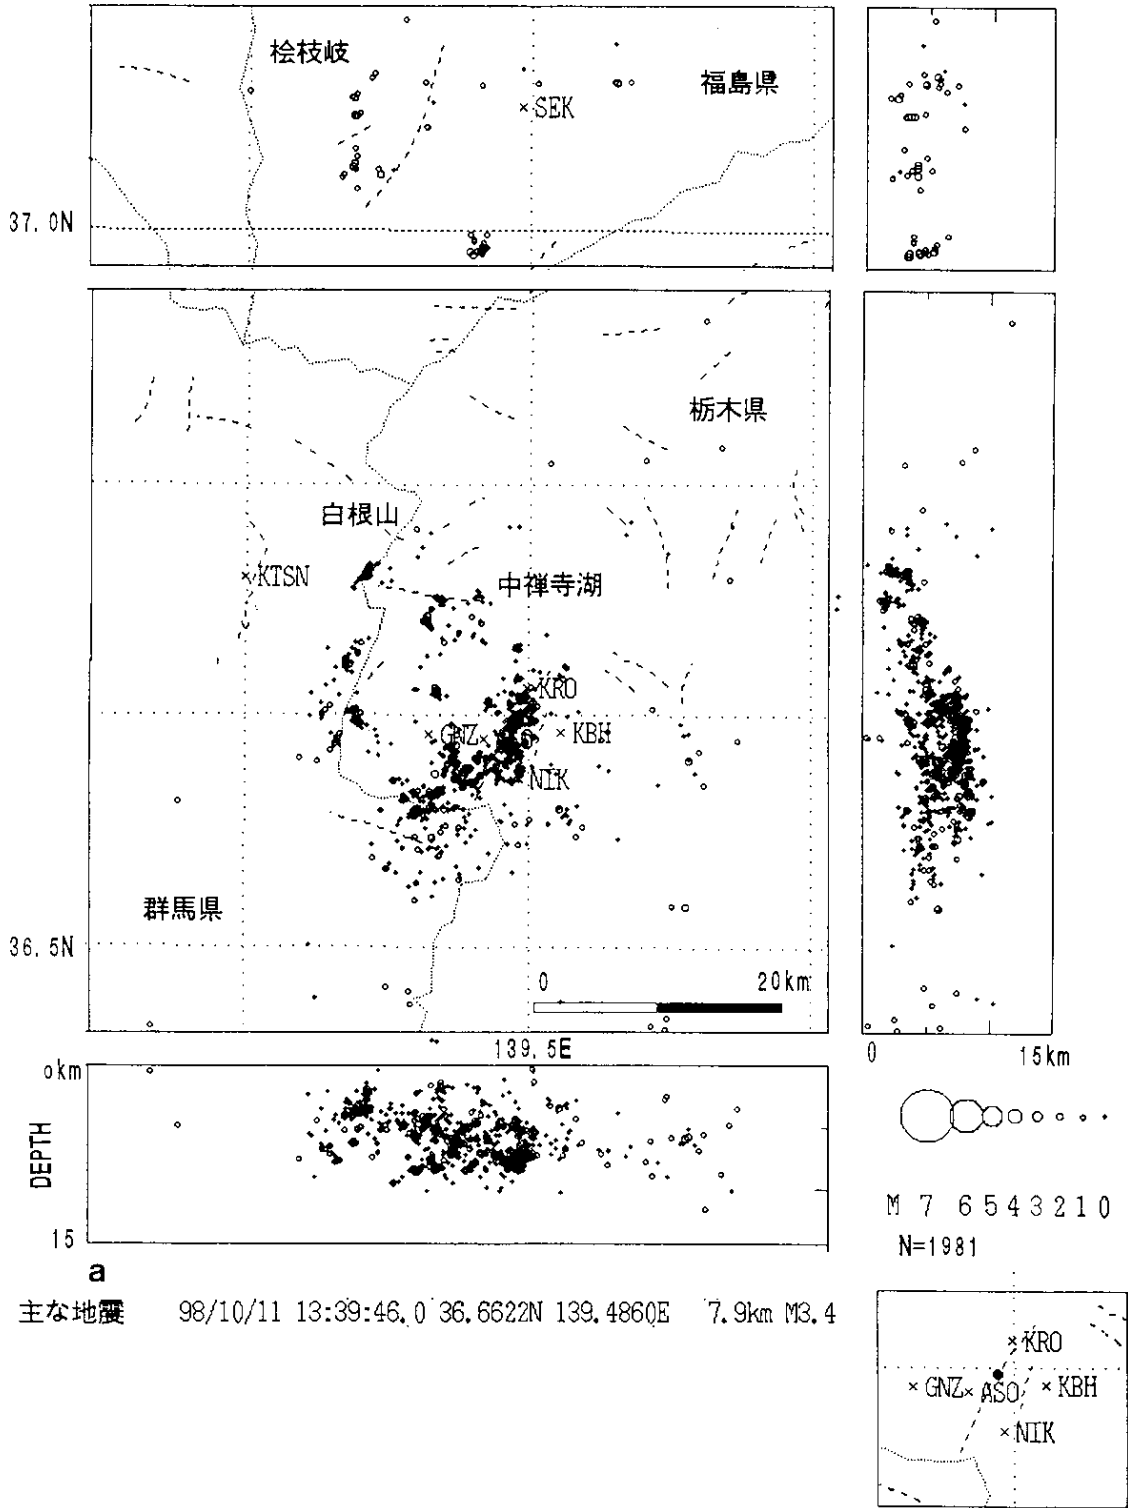 桧枝岐
福島県
SEK
37.0N
栃木県
白根山
KTSN
中禅寺湖
KRO
GNZ
KBH
NIK
群馬県
36.5N
0 20km
139.5E
0 15km
0km
DEPTH
15
M 7 6 5 4 3 2 1 0
N=1981
a
主な地震 98/10/11 13:39:46.0 36.6622N 139.4860E 7.9km M3.4
KRO
GNZ
ASO
KBH
NIK